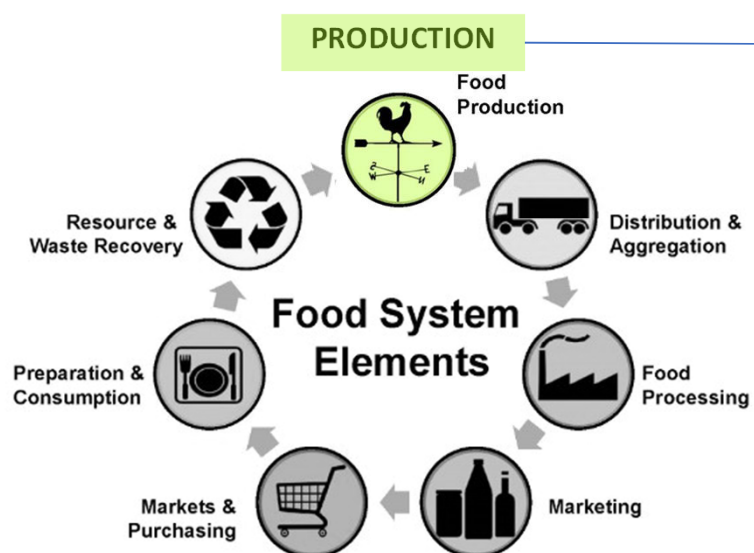 PRODUCTION
Food
Production
Distribution &
Aggregation
Food
Processing
Marketing
Markets &
Purchasing
Preparation &
Consumption
Resource &
Waste Recovery
Food System
Elements
S
E
W
N